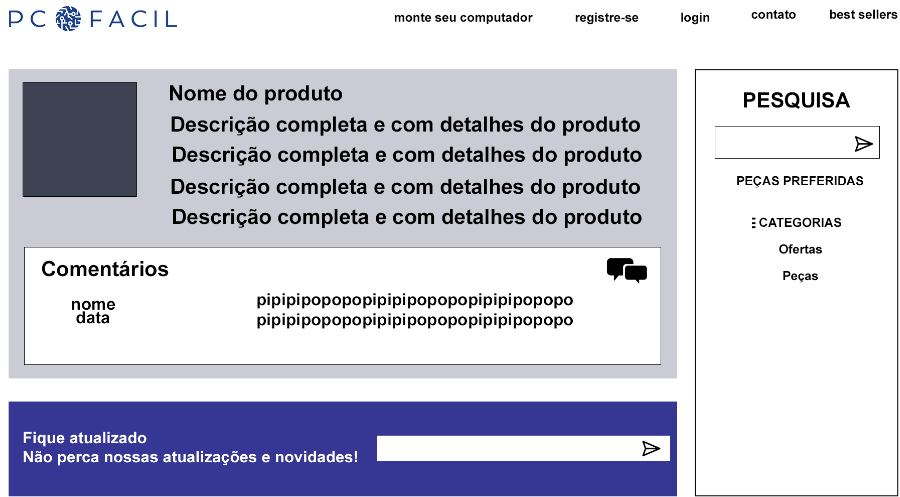 PC FACIL
monte seu computador
registre-se
login
contato
best sellers
Nome do produto
Descrição completa e com detalhes do produto
Descrição completa e com detalhes do produto
Descrição completa e com detalhes do produto
Descrição completa e com detalhes do produto
Comentários
nome
data
pipipipopopopipipipopopopipipipopopo
pipipipopopopipipipopopopipipipopopo
Fique atualizado
Não perca nossas atualizações e novidades!
PESQUISA
PEÇAS PREFERIDAS
CATEGORIAS
Ofertas
Peças